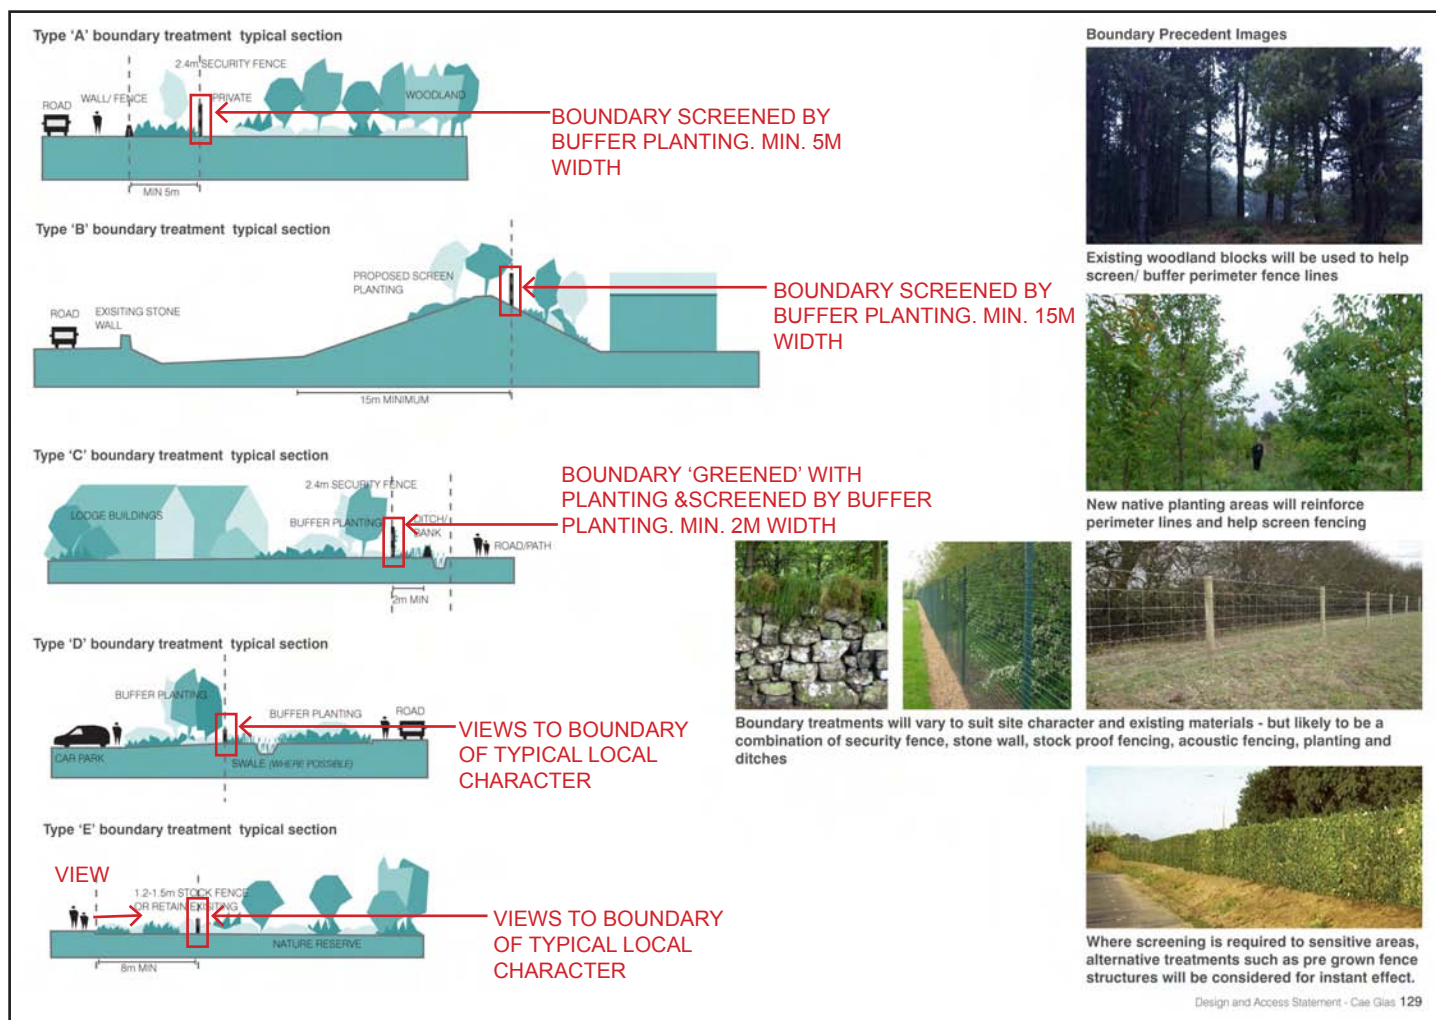 Type ‘A’ boundary treatment  typical section
2.4m SECURITY FENCE
ROAD
WALL/ FENCE
PRIVATE
WOODLAND
MIN 5m
BOUNDARY SCREENED BY
BUFFER PLANTING. MIN. 5M
WIDTH
Type ‘B’ boundary treatment  typical section
PROPOSED SCREEN
PLANTING
ROAD
EXISITING STONE
WALL
15m MINIMUM
BOUNDARY SCREENED BY
BUFFER PLANTING. MIN. 15M
WIDTH
Type ‘C’ boundary treatment  typical section
2.4m SECURITY FENCE
LODGE BUILDINGS
BUFFER PLANTING
DITCH/
BANK
ROAD/PATH
2m MIN
BOUNDARY ‘GREENED’ WITH
PLANTING &SCREENED BY BUFFER
PLANTING. MIN. 2M WIDTH
Type ‘D’ boundary treatment  typical section
BUFFER PLANTING
BUFFER PLANTING
ROAD
CAR PARK
SWALE (WHERE POSSIBLE)
VIEWS TO BOUNDARY
OF TYPICAL LOCAL
CHARACTER
Type ‘E’ boundary treatment  typical section
VIEW
1.2-1.5m STOCK FENCE
OR RETAIN EXISITING
NATURE RESERVE
8m MIN
VIEWS TO BOUNDARY
OF TYPICAL LOCAL
CHARACTER
Boundary Precedent Images
Existing woodland blocks will be used to help
screen/ buffer perimeter fence lines
New native planting areas will reinforce
perimeter lines and help screen fencing
Boundary treatments will vary to suit site character and existing materials - but likely to be a
combination of security fence, stone wall, stock proof fencing, acoustic fencing, planting and
ditches
Where screening is required to sensitive areas,
alternative treatments such as pre grown fence
structures will be considered for instant effect.
Design and Access Statement - Cae Glas 129